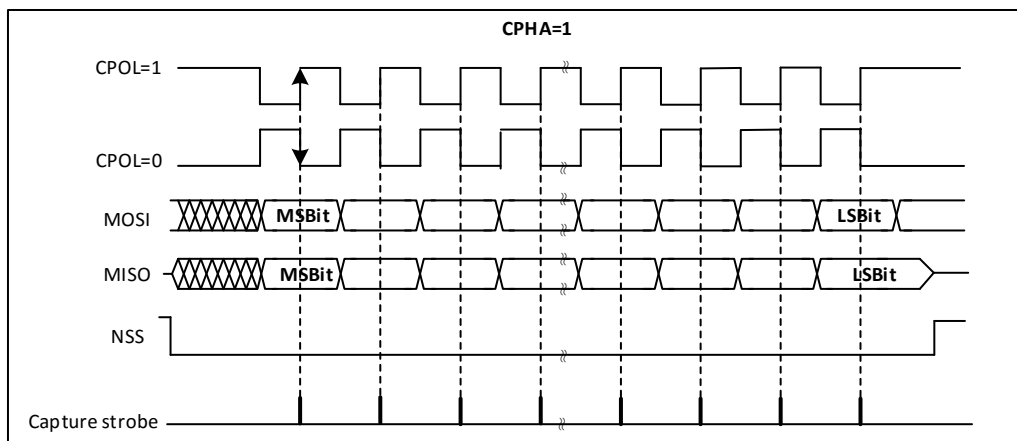 CPHA=1
CPOL=1
CPOL=0
MOSI MSBit LSBit
MISO MSBit LSBit
NSS
Capture strobe